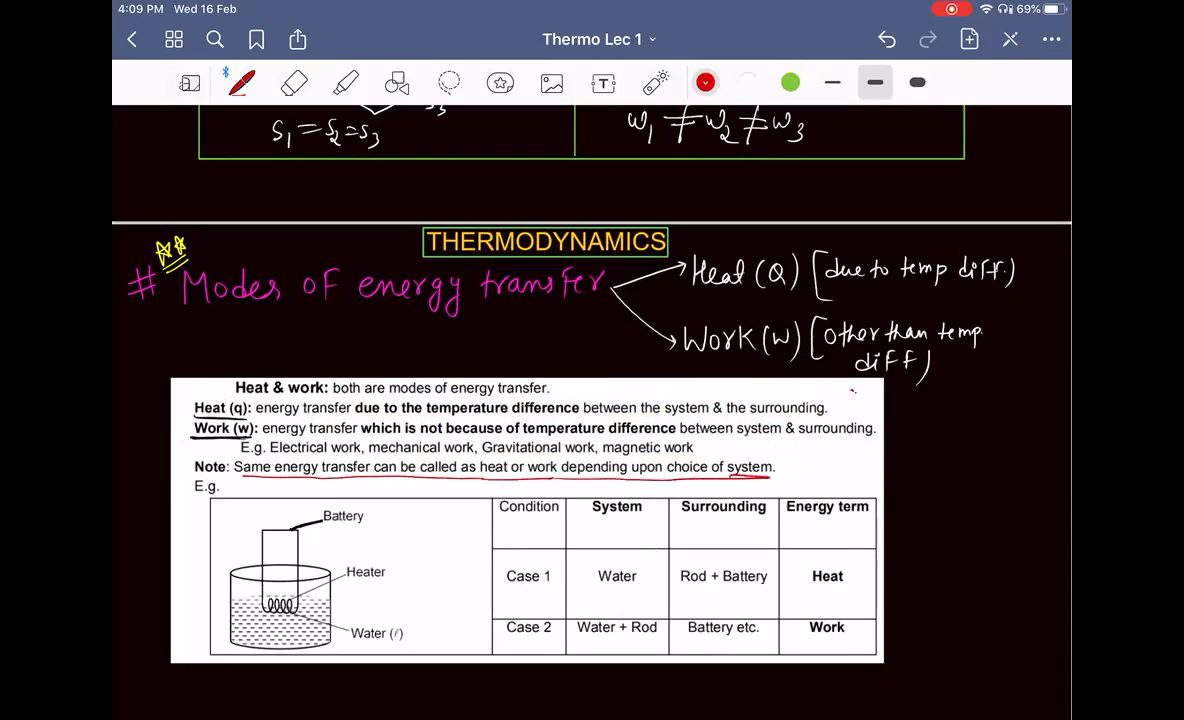 4:09 PM Wed 16 Feb 69%
Thermo Lec 1
S1 = S2 = S3
W1 ≠ W2 ≠ W3
THERMODYNAMICS
# Modes of energy transfer
Heat (Q) [due to temp diff.)
Work (W) [Other than temp.
diff)
Heat & work: both are modes of energy transfer.
Heat (q): energy transfer due to the temperature difference between the system & the surrounding.
Work (w): energy transfer which is not because of temperature difference between system & surrounding.
E.g. Electrical work, mechanical work, Gravitational work, magnetic work
Note: Same energy transfer can be called as heat or work depending upon choice of system.
E.g.
Battery
Heater
Water (ℓ)
Condition System Surrounding Energy term
Case 1 Water Rod + Battery Heat
Case 2 Water + Rod Battery etc. Work